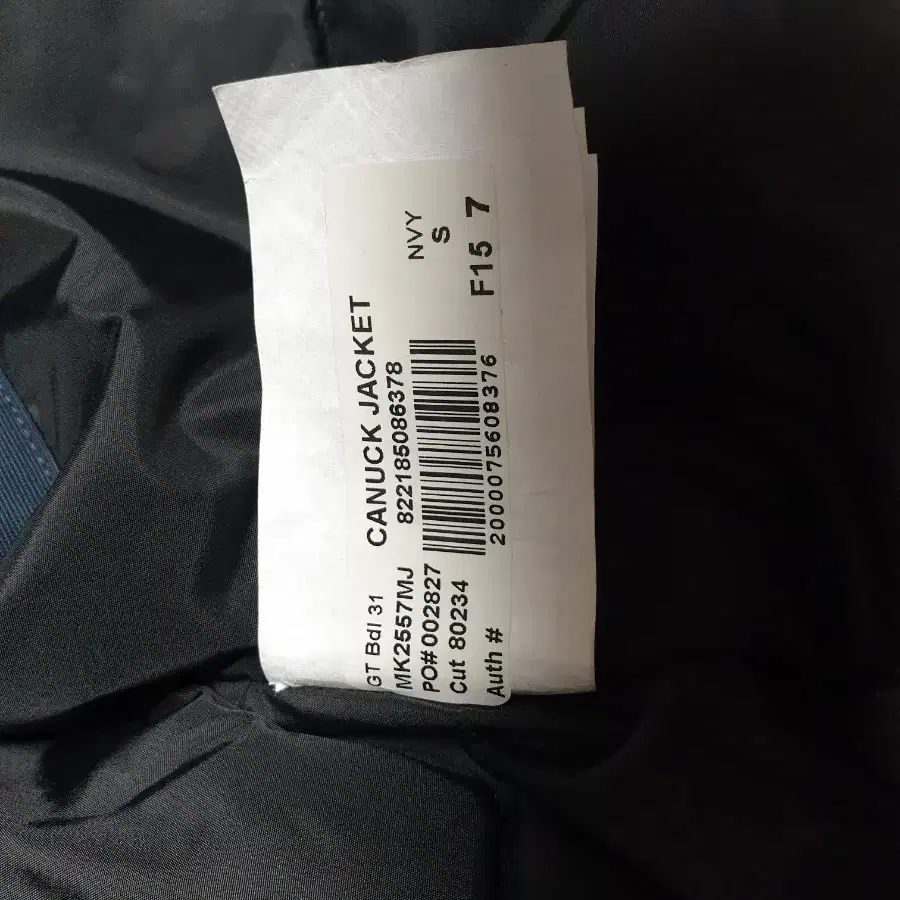 GT Bdl 31
CANUCK JACKET
MK2557MJ 822185086378 NVY
PO# 002827 S
Cut 80234 F15 7
Auth # 2000075608376